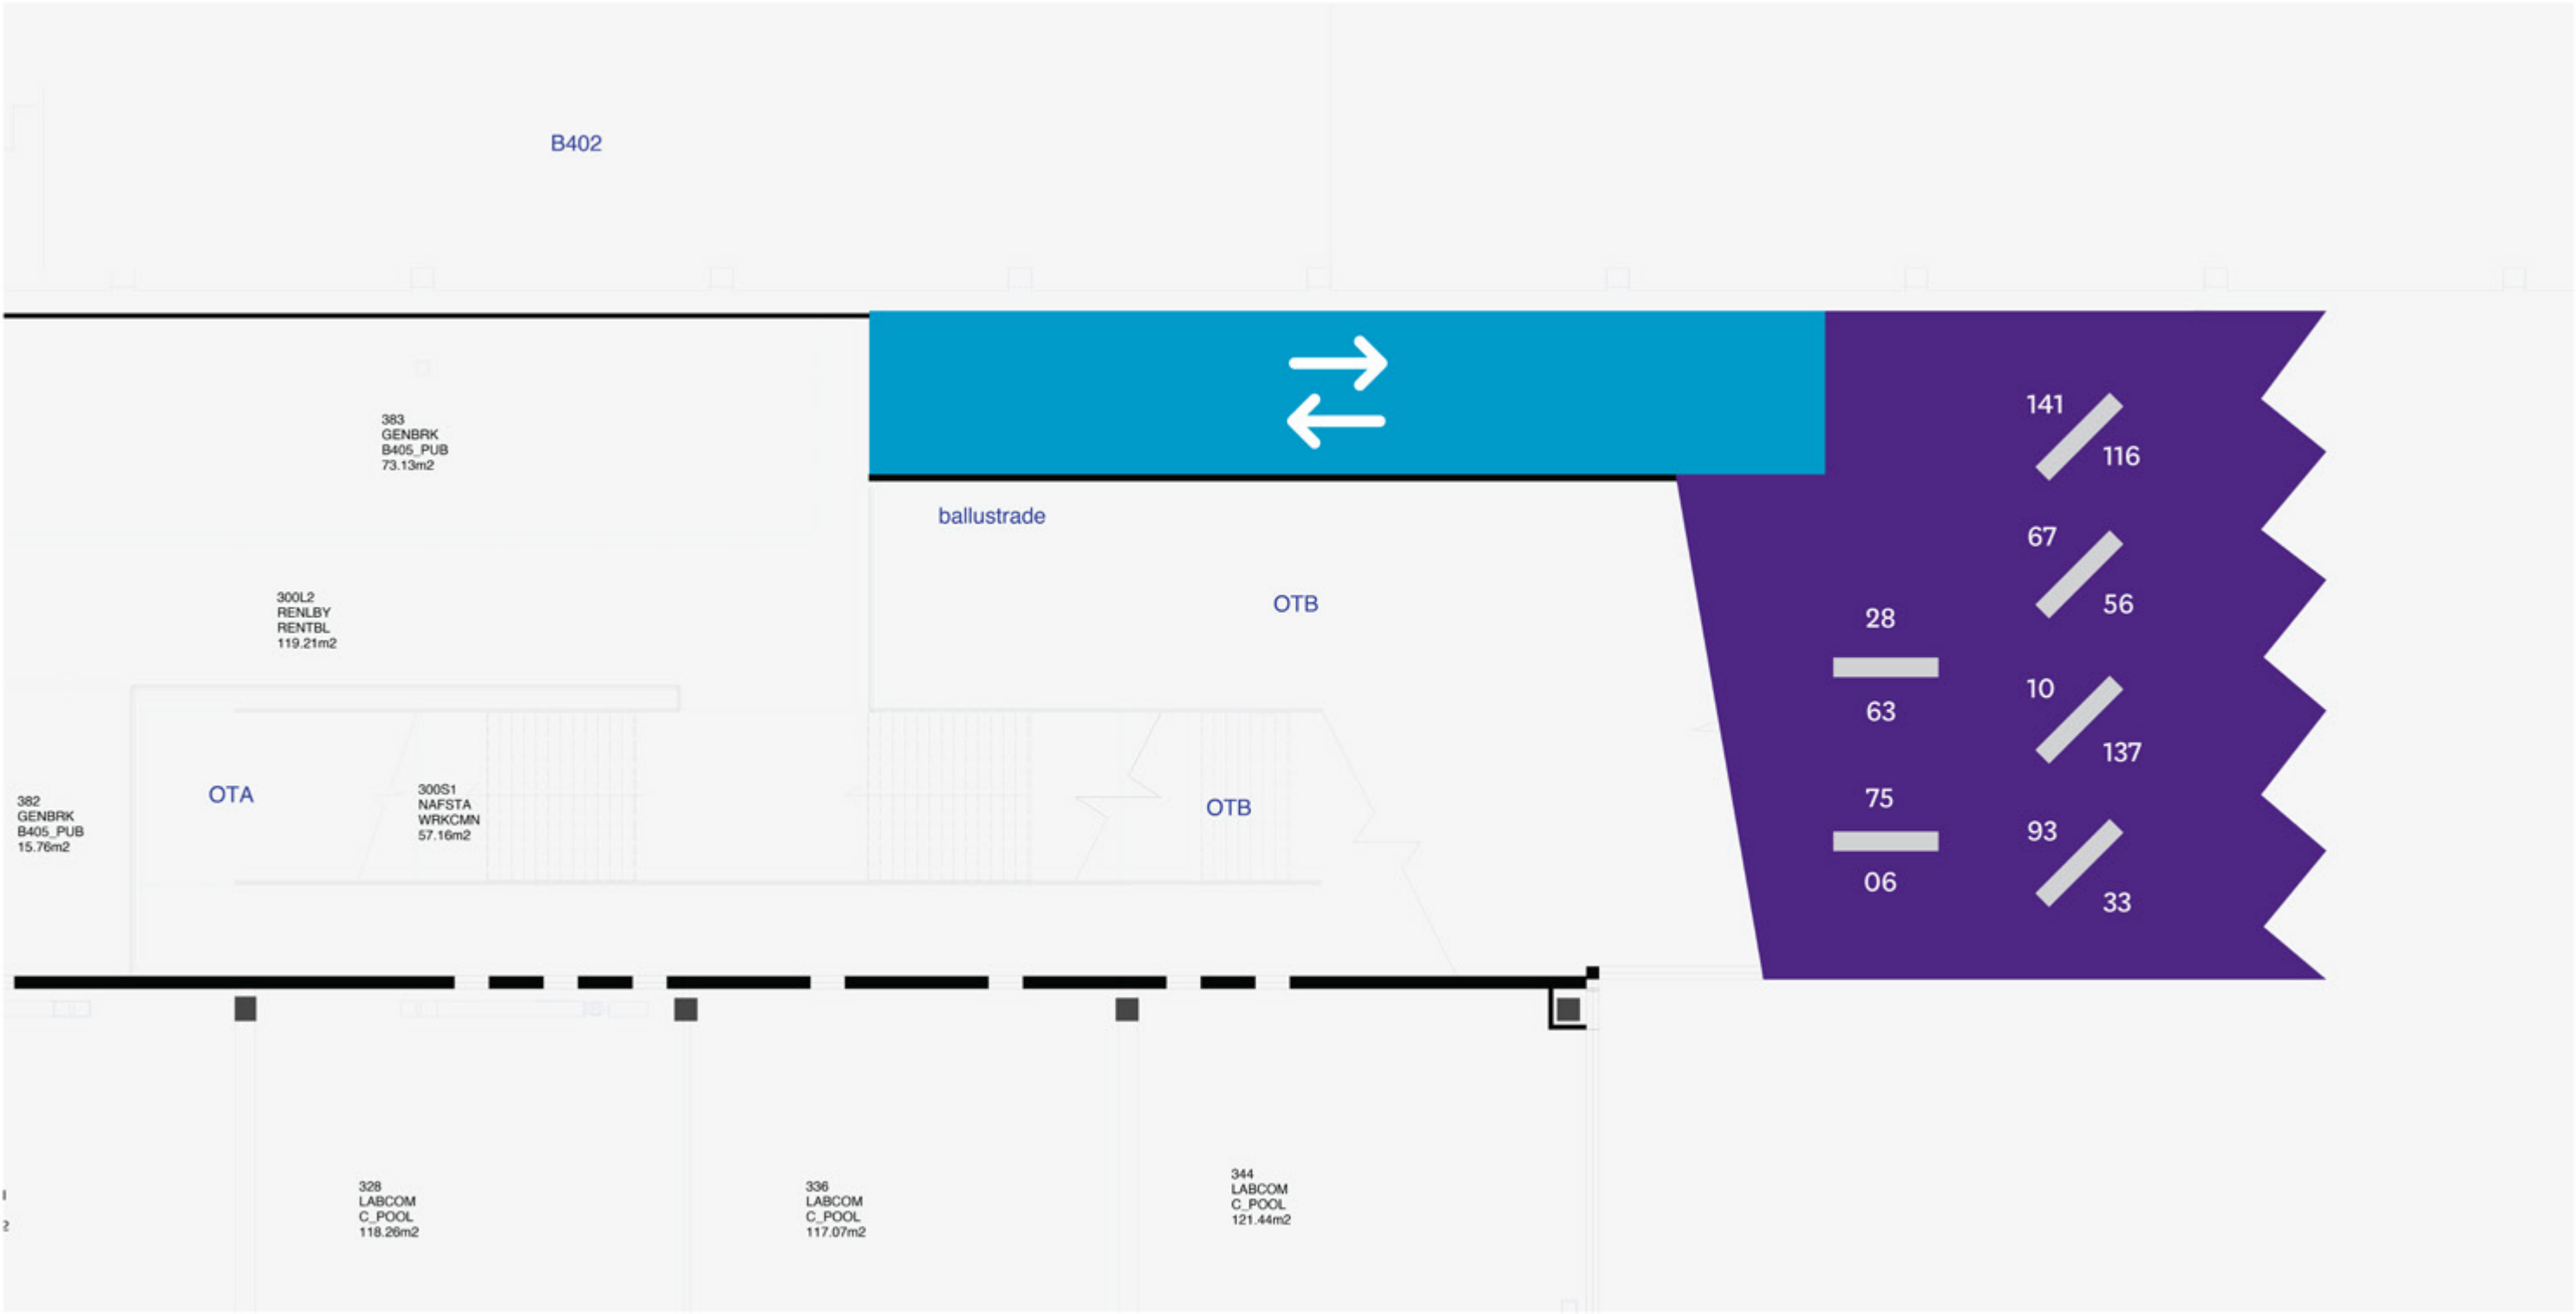 B402
383
GENBRK
B405_PUB
73.13m2
141
116
ballustrade
67
300L2
RENLBY
RENTBL
119.21m2
OTB
56
28
10
63
137
382
GENBRK
B405_PUB
15.76m2
OTA
300S1
NAFSTA
WRKCMN
57.16m2
OTB
75
93
06
33
328
LABCOM
C_POOL
118.26m2
336
LABCOM
C_POOL
117.07m2
344
LABCOM
C_POOL
121.44m2